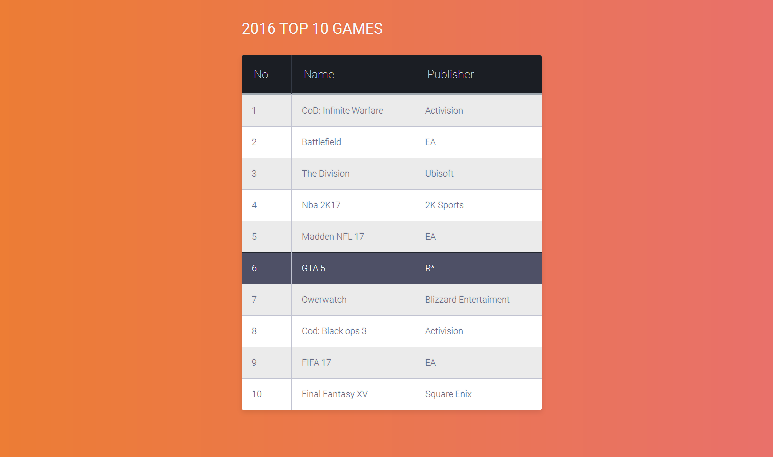 2016 TOP 10 GAMES
No Name Publisher
1 CoD: Infinite Warfare Activision
2 Battlefield EA
3 The Division Ubisoft
4 Nba 2K17 2K Sports
5 Madden NFL 17 EA
6 GTA 5 R*
7 Owerwatch Blizzard Entertaiment
8 Cod: Black ops 3 Activision
9 FIFA 17 EA
10 Final Fantasy XV Square Enix